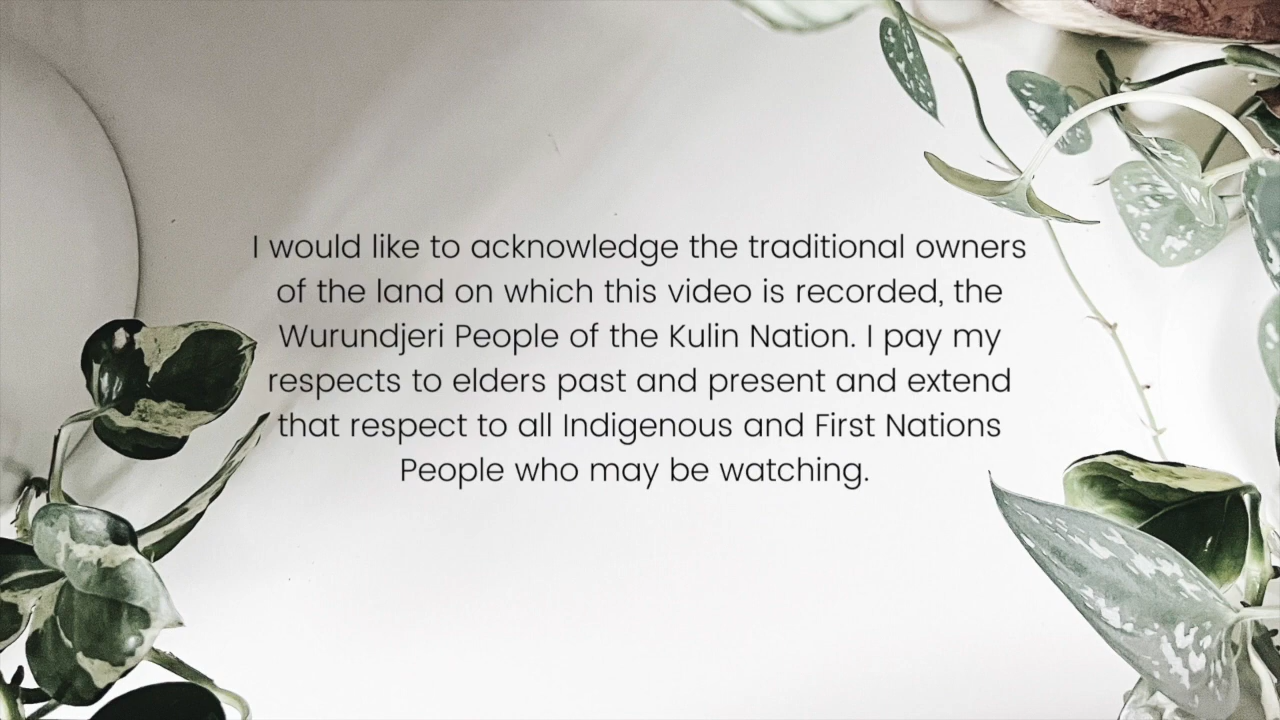 I would like to acknowledge the traditional owners
of the land on which this video is recorded, the
Wurundjeri People of the Kulin Nation. I pay my
respects to elders past and present and extend
that respect to all Indigenous and First Nations
People who may be watching.